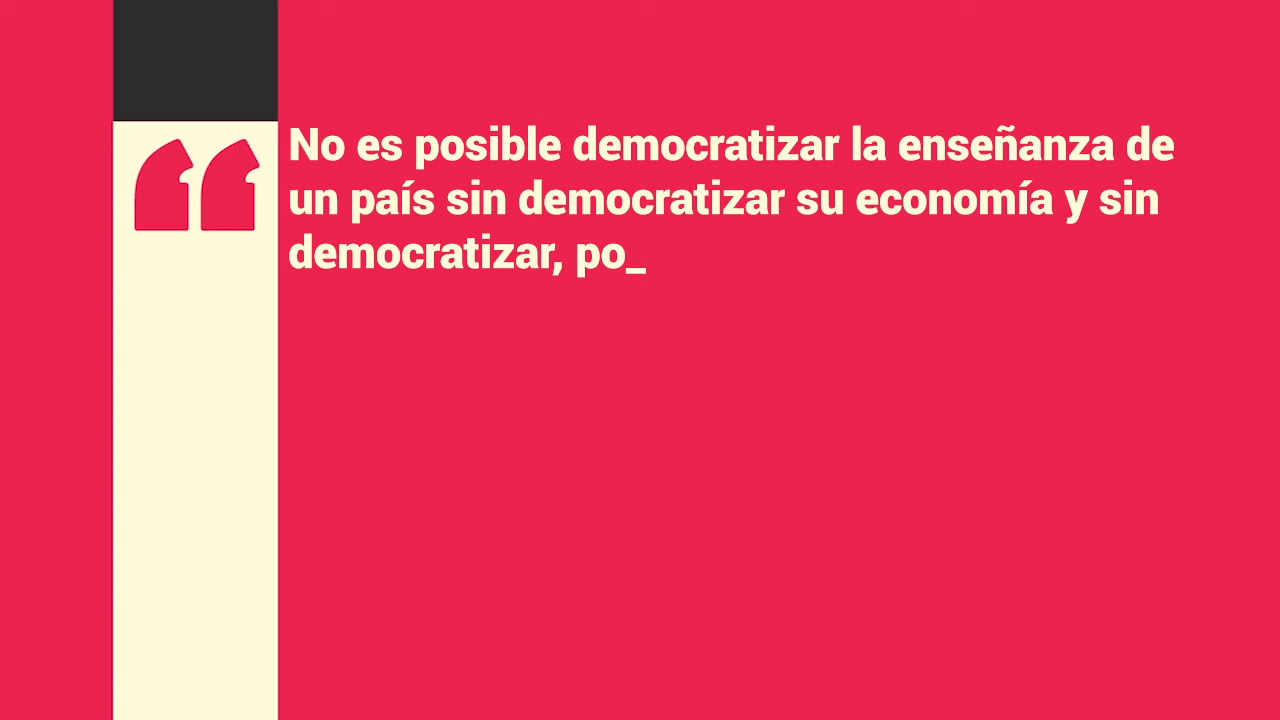 No es posible democratizar la enseñanza de
un país sin democratizar su economía y sin
democratizar, po_